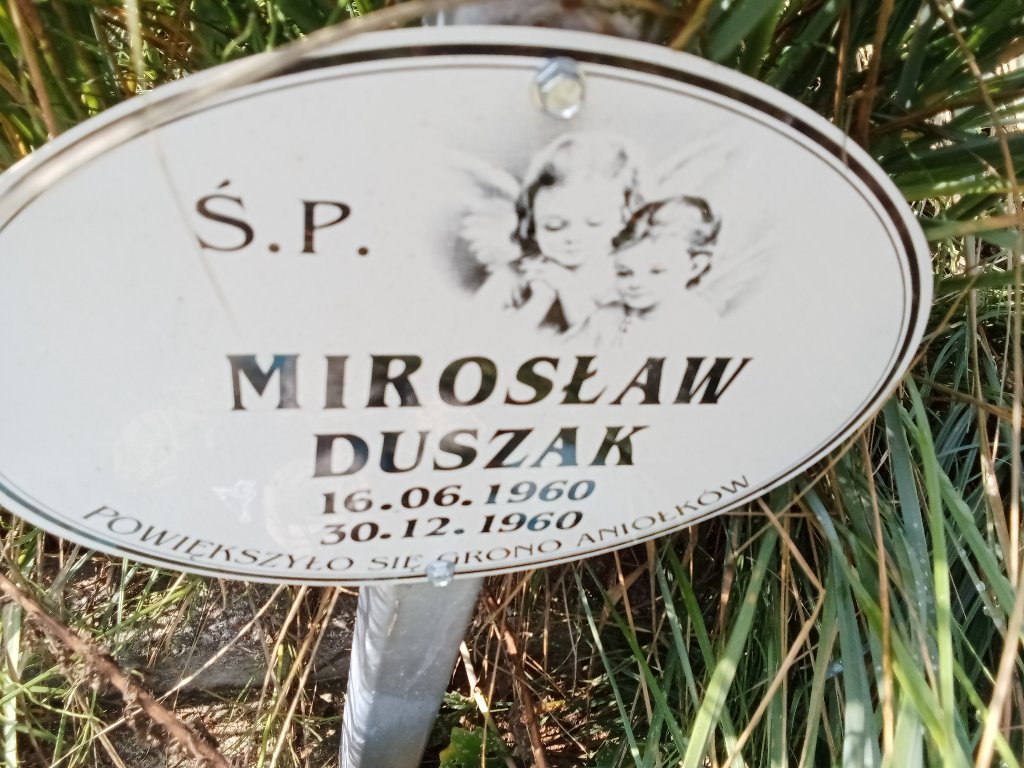 Ś.P.
MIROSŁAW
DUSZAK
16.06.1960
30.12.1960
POWIĘKSZYŁO SIĘ GRONO ANIOŁKÓW